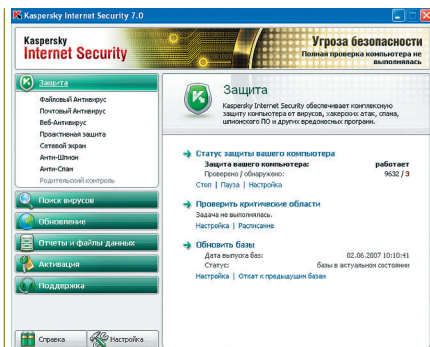 Kaspersky Internet Security 7.0
Kaspersky
Internet Security
Угроза безопасности
Полная проверка компьютера не
выполнялась
Защита
Файловый Антивирус
Почтовый Антивирус
Веб-Антивирус
Проактивная защита
Сетевой экран
Анти-Шпион
Анти-Спам
Родительский контроль
Поиск вирусов
Обновление
Отчеты и файлы данных
Активация
Поддержка
Справка
Настройка
Защита
Kaspersky Internet Security обеспечивает комплексную
защиту компьютера от вирусов, хакерских атак, спама,
шпионского ПО и других вредоносных программ.
Статус защиты вашего компьютера
Защита вашего компьютера: работает
Проверено / обнаружено: 9632 / 3
Стоп | Пауза | Настройка
Проверить критические области
Задача не выполнялась.
Настройка | Расписание
Обновить базы
Дата выпуска баз: 02.06.2007 10:10:41
Статус: базы в актуальном состоянии
Настройка | Откат к предыдущим базам